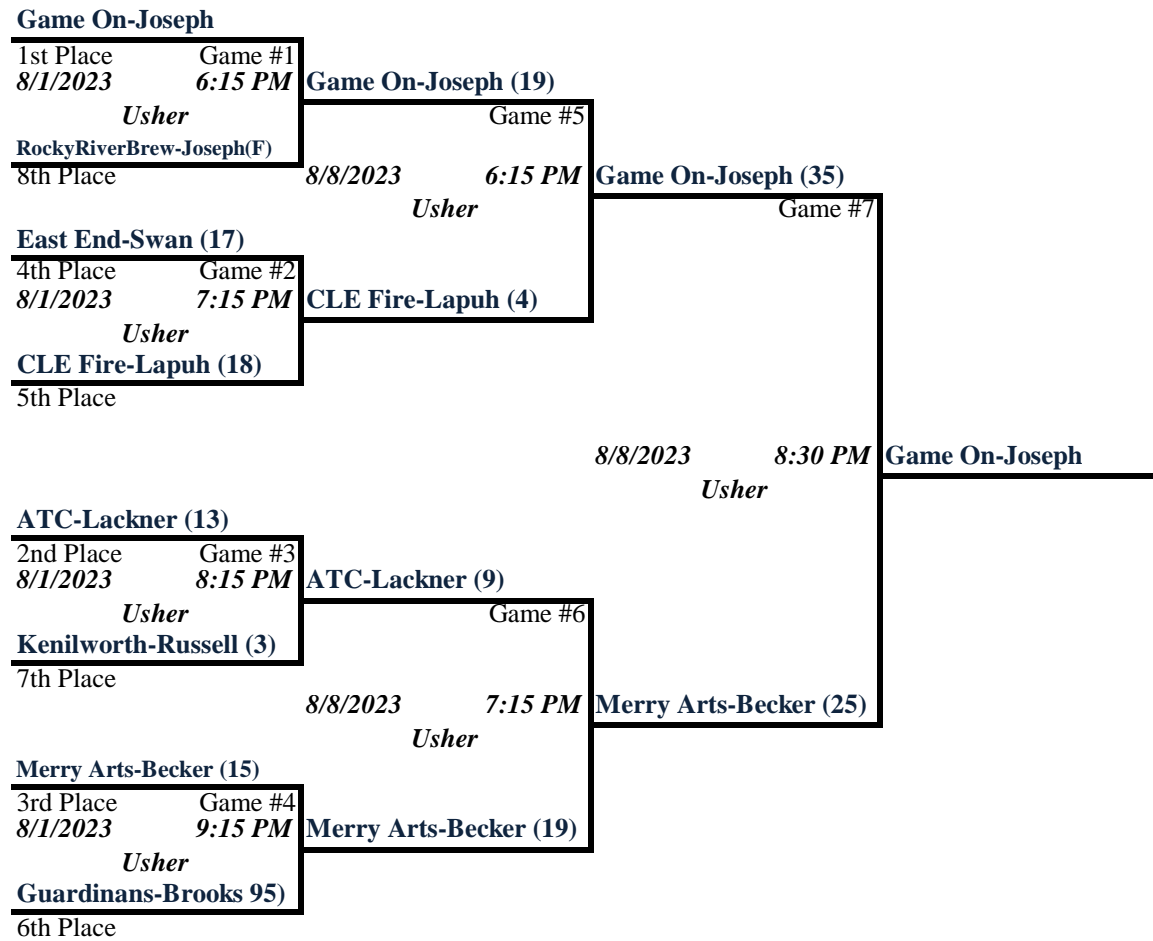 Game On-Joseph
1st Place Game #1
8/1/2023 6:15 PM Game On-Joseph (19)
Usher Game #5
RockyRiverBrew-Joseph(F)
8th Place 8/8/2023 6:15 PM Game On-Joseph (35)
Usher Game #7
East End-Swan (17)
4th Place Game #2
8/1/2023 7:15 PM CLE Fire-Lapuh (4)
Usher
CLE Fire-Lapuh (18)
5th Place
8/8/2023 8:30 PM Game On-Joseph
Usher
ATC-Lackner (13)
2nd Place Game #3
8/1/2023 8:15 PM ATC-Lackner (9)
Usher Game #6
Kenilworth-Russell (3)
7th Place
8/8/2023 7:15 PM Merry Arts-Becker (25)
Usher
Merry Arts-Becker (15)
3rd Place Game #4
8/1/2023 9:15 PM Merry Arts-Becker (19)
Usher
Guardinans-Brooks 95)
6th Place